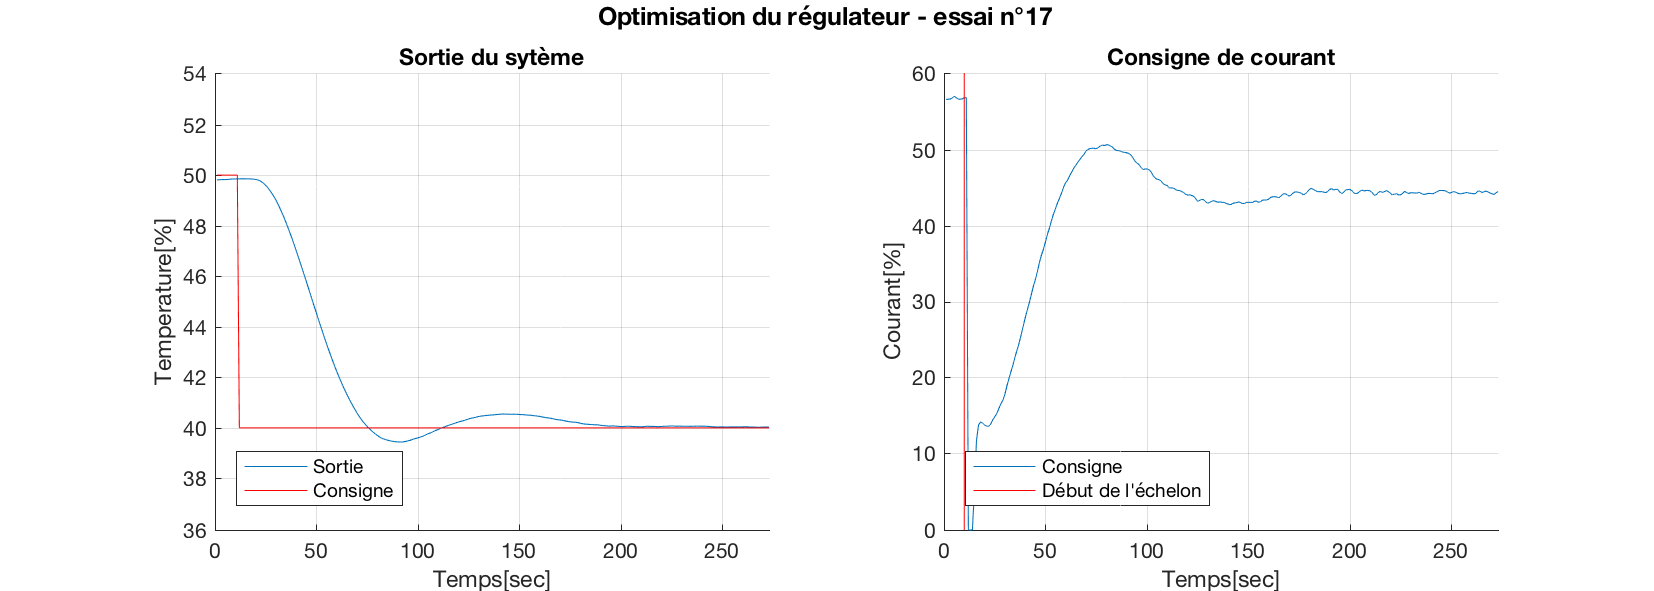 Optimisation du régulateur - essai n°17
Sortie du sytème
54
52
50
48
46
44
42
40
38
36
Temperature[%]
0 50 100 150 200 250
Temps[sec]
Sortie
Consigne
Consigne de courant
60
50
40
30
20
10
0
Courant[%]
0 50 100 150 200 250
Temps[sec]
Consigne
Début de l'échelon